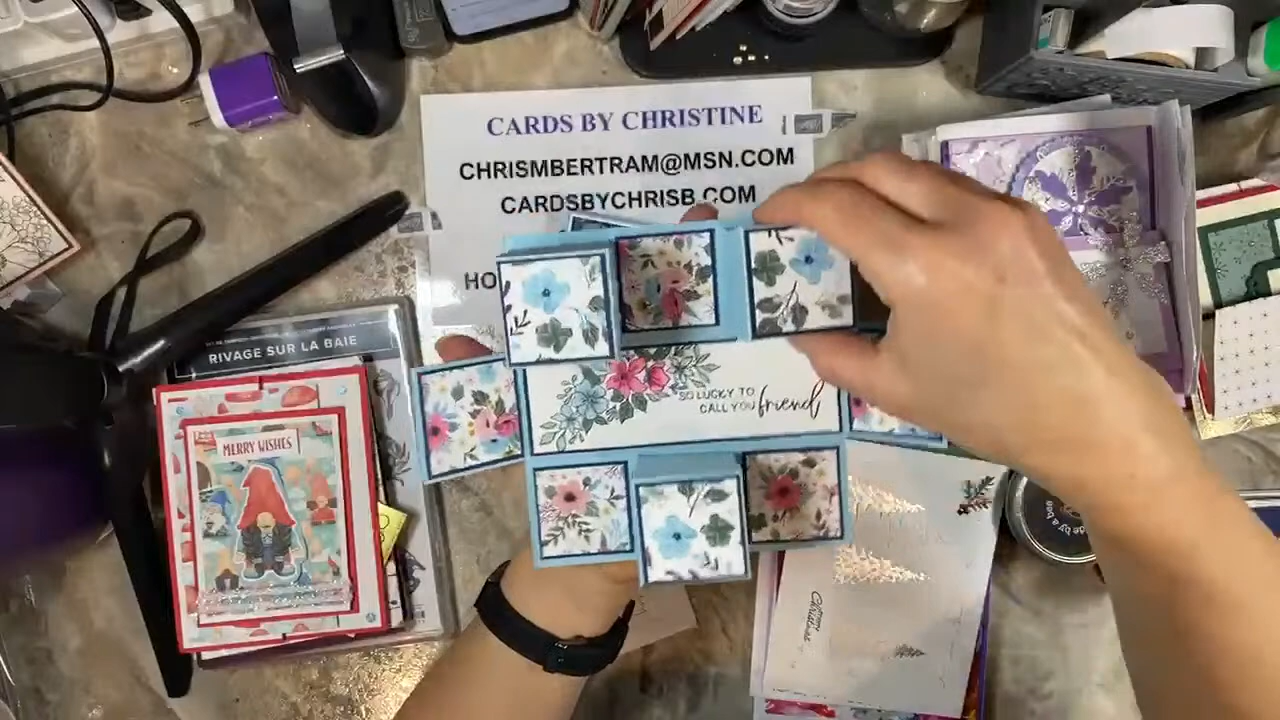 CARDS BY CHRISTINE
CHRISMBERTRAM@MSN.COM
CARDSBYCHRISB.COM
HO
RIVAGE SUR LA BAIE
MERRY WISHES
SO LUCKY TO
CALL YOU friend
Christmas